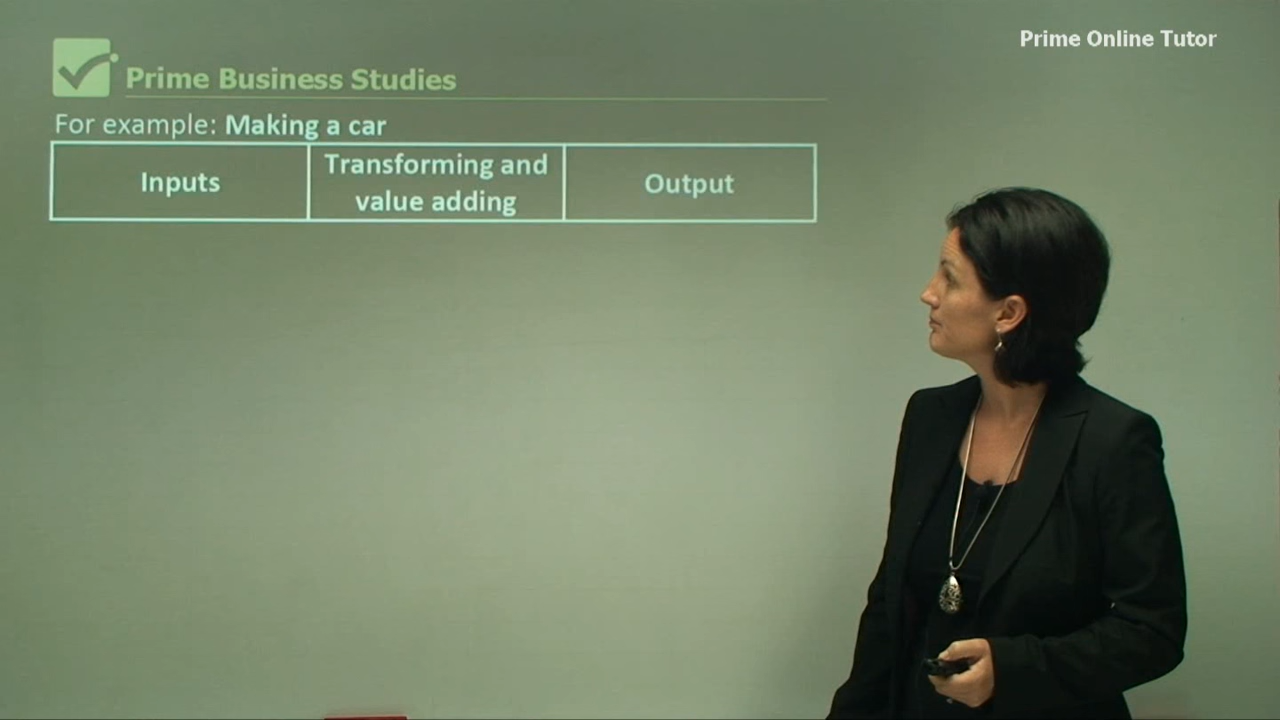 Prime Online Tutor
Prime Business Studies
For example: Making a car
Inputs
Transforming and
value adding
Output